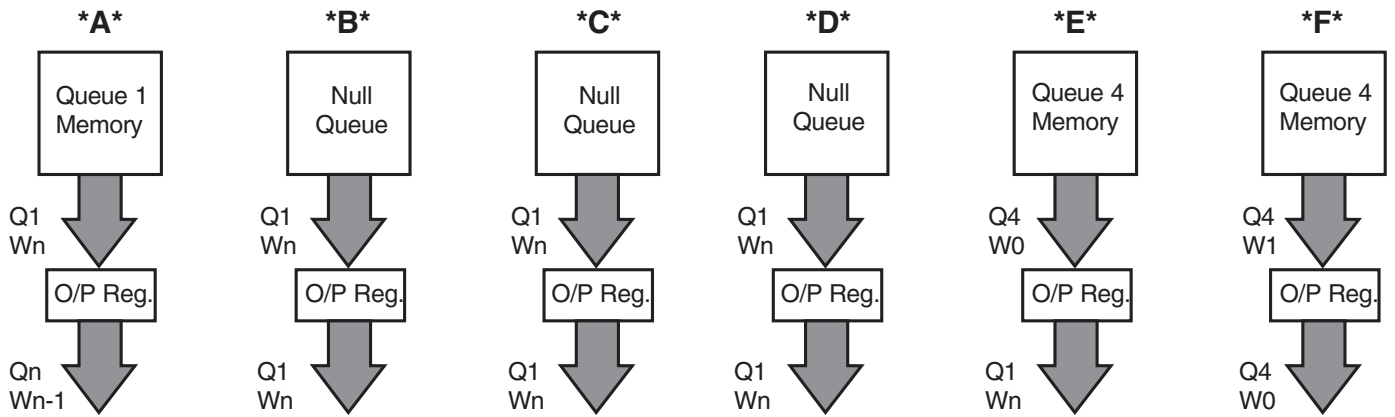 *A*
Queue 1
Memory
Q1
Wn
O/P Reg.
Qn
Wn-1
*B*
Null
Queue
Q1
Wn
O/P Reg.
Q1
Wn
*C*
Null
Queue
Q1
Wn
O/P Reg.
Q1
Wn
*D*
Null
Queue
Q1
Wn
O/P Reg.
Q1
Wn
*E*
Queue 4
Memory
Q4
W0
O/P Reg.
Q1
Wn
*F*
Queue 4
Memory
Q4
W1
O/P Reg.
Q4
W0